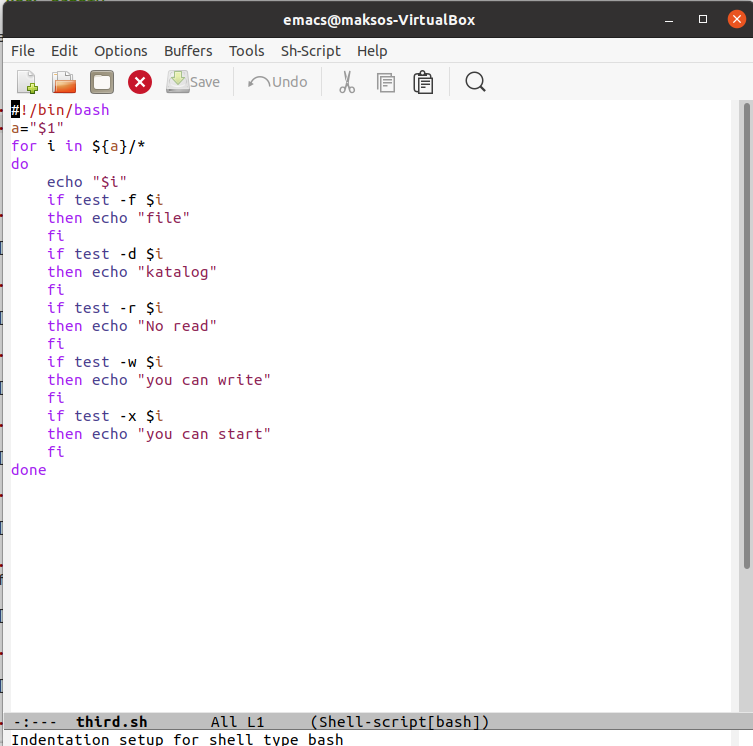 emacs@maksos-VirtualBox
File Edit Options Buffers Tools Sh-Script Help
Save Undo
#!/bin/bash
a="$1"
for i in ${a}/*
do
    echo "$i"
    if test -f $i
    then echo "file"
    fi
    if test -d $i
    then echo "katalog"
    fi
    if test -r $i
    then echo "No read"
    fi
    if test -w $i
    then echo "you can write"
    fi
    if test -x $i
    then echo "you can start"
    fi
done
-:--- third.sh All L1 (Shell-script[bash])
Indentation setup for shell type bash